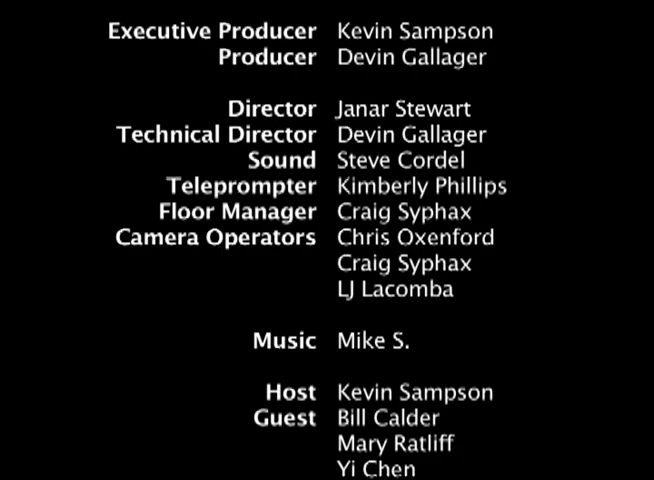 Executive Producer Kevin Sampson
Producer Devin Gallager
Director Janar Stewart
Technical Director Devin Gallager
Sound Steve Cordel
Teleprompter Kimberly Phillips
Floor Manager Craig Syphax
Camera Operators Chris Oxenford
Craig Syphax
LJ Lacomba
Music Mike S.
Host Kevin Sampson
Guest Bill Calder
Mary Ratliff
Yi Chen